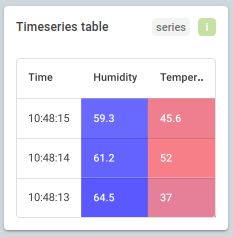 Timeseries table series i
Time Humidity Temper..
10:48:15 59.3 45.6
10:48:14 61.2 52
10:48:13 64.5 37